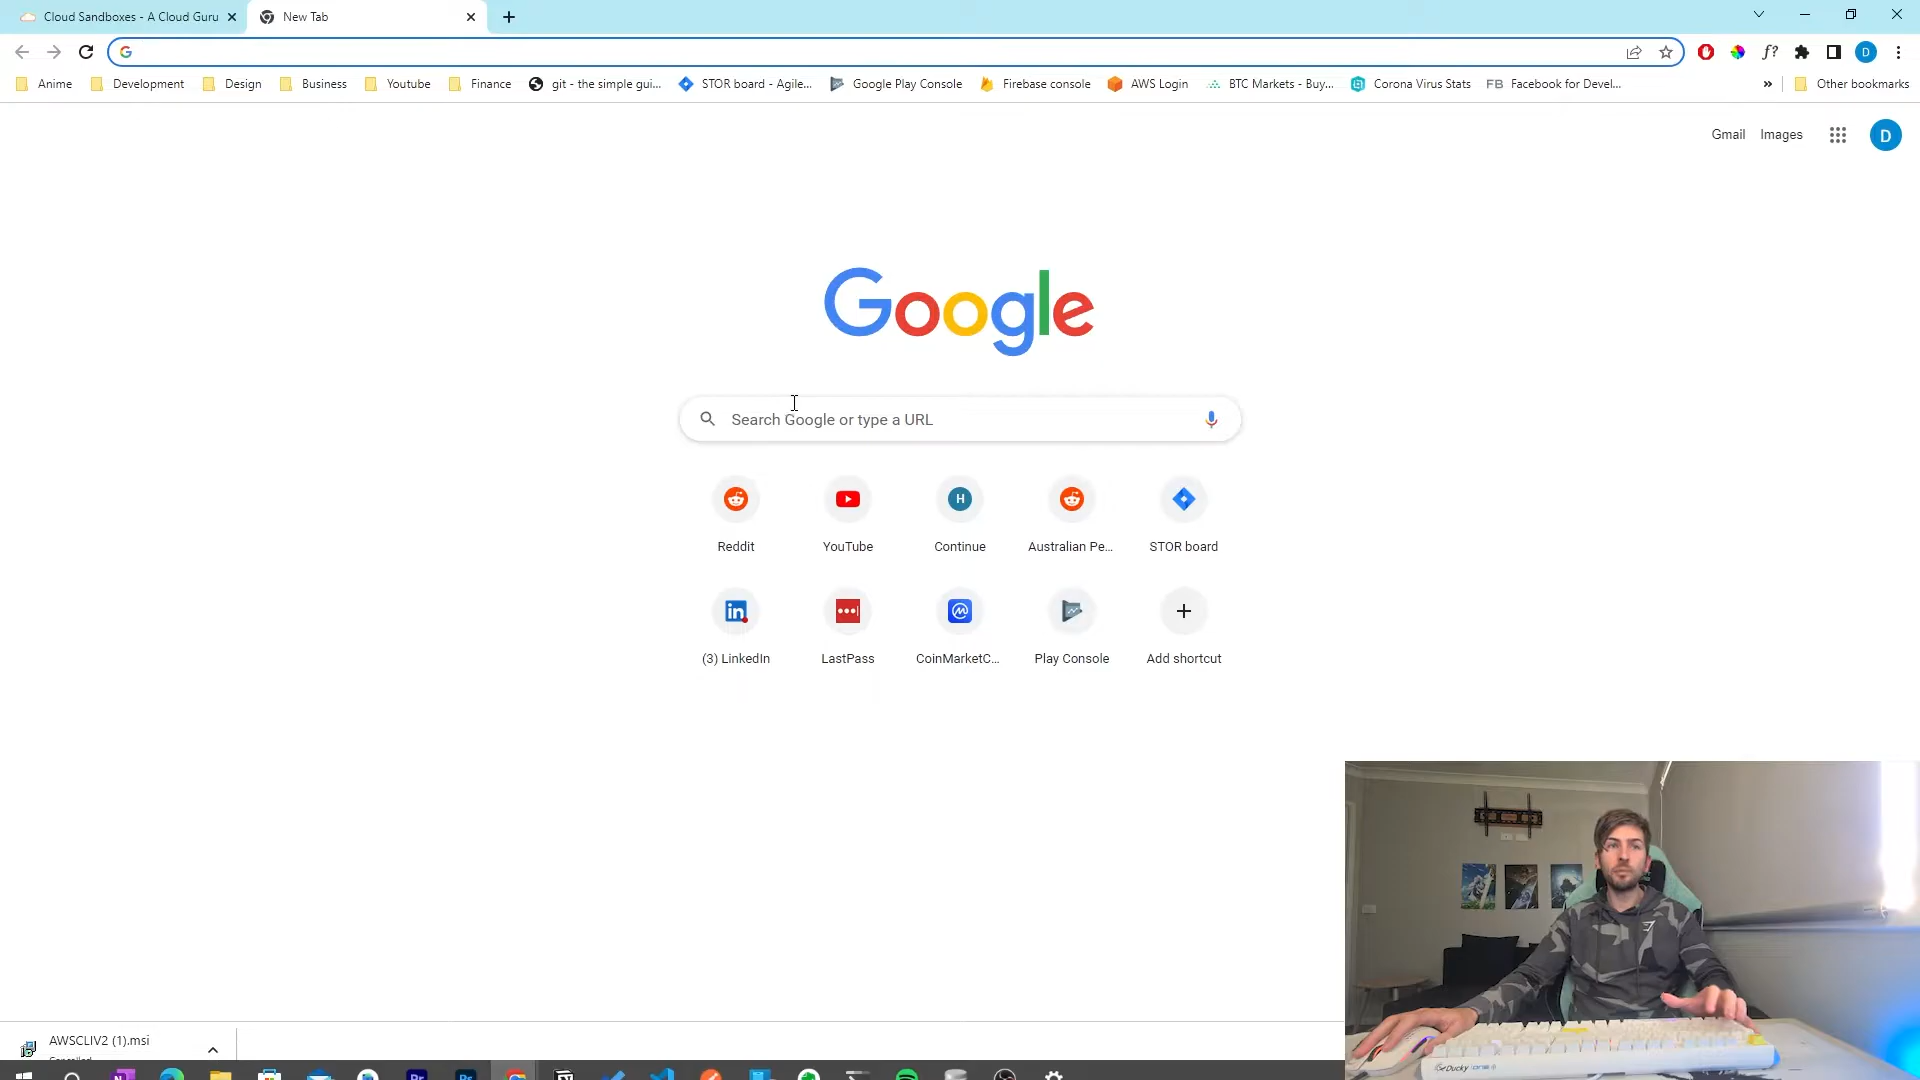 Cloud Sandboxes - A Cloud Guru
New Tab
Anime
Development
Design
Business
Youtube
Finance
git - the simple gui...
STOR board - Agile...
Google Play Console
Firebase console
AWS Login
BTC Markets - Buy,...
Corona Virus Stats
FB Facebook for Devel...
Other bookmarks
Gmail
Images
D
Google
Search Google or type a URL
Reddit
YouTube
Continue
Australian Pe...
STOR board
(3) LinkedIn
LastPass
CoinMarketC...
Play Console
Add shortcut
AWSCLIV2 (1).msi
Ducky one